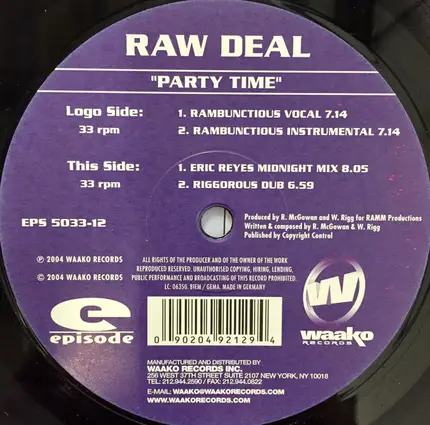 RAW DEAL
"PARTY TIME"
Logo Side: 1. RAMBUNCTIOUS VOCAL 7.14
33 rpm 2. RAMBUNCTIOUS INSTRUMENTAL 7.14
This Side: 1. ERIC REYES MIDNIGHT MIX 8.05
33 rpm 2. RIGGOROUS DUB 6.59
EPS 5033-12
Produced by R. McGowan and W. Rigg for RAMM Productions
Written & composed by R. McGowan & W. Rigg
Published by Copyright Control
℗ 2004 WAAKO RECORDS
© 2004 WAAKO RECORDS
ALL RIGHTS OF THE PRODUCER AND OF THE OWNER OF THE WORK
REPRODUCED RESERVED. UNAUTHORISED COPYING, HIRING, LENDING,
PUBLIC PERFORMANCE AND BROADCASTING OF THIS RECORD PROHIBITED.
LC: 06350. BIEM / GEMA. MADE IN GERMANY
e
episode
0 90204 92129 4
W
waako
RECORDS
MANUFACTURED AND DISTRIBUTED BY
WAAKO RECORDS INC.
256 WEST 37TH STREET SUITE 2107 NEW YORK, NY 10018
TEL: 212.944.2590 / FAX: 212.944.0822
E-MAIL: WAAKO@WAAKORECORDS.COM
WWW.WAAKORECORDS.COM